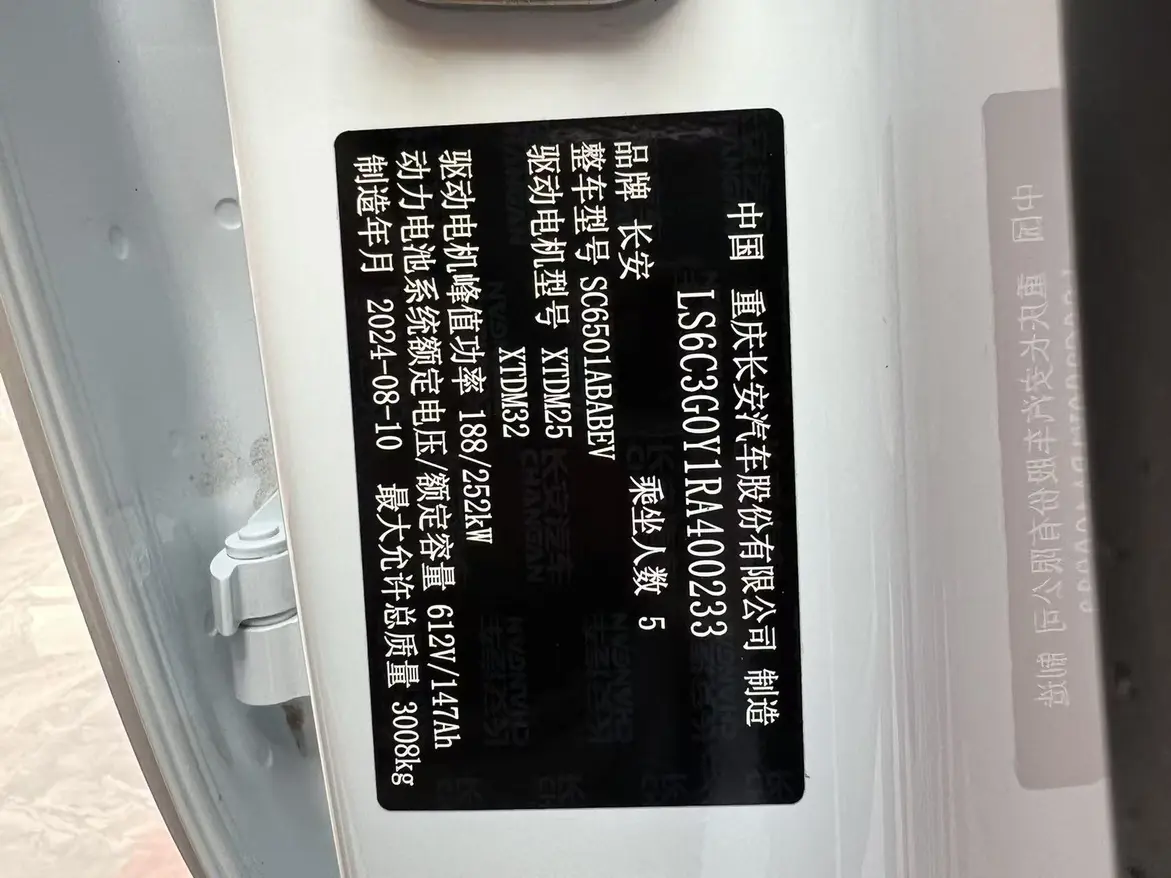 中国 重庆长安汽车股份有限公司 制造
LS6C3G0Y1RA400233
品牌 长安 乘坐人数 5
整车型号 SC6501ABABEV
驱动电机型号 XTDM25
XTDM32
驱动电机峰值功率 188/252kW
动力电池系统额定电压/额定容量 612V/147Ah
制造年月 2024-08-10 最大允许总质量 3008kg